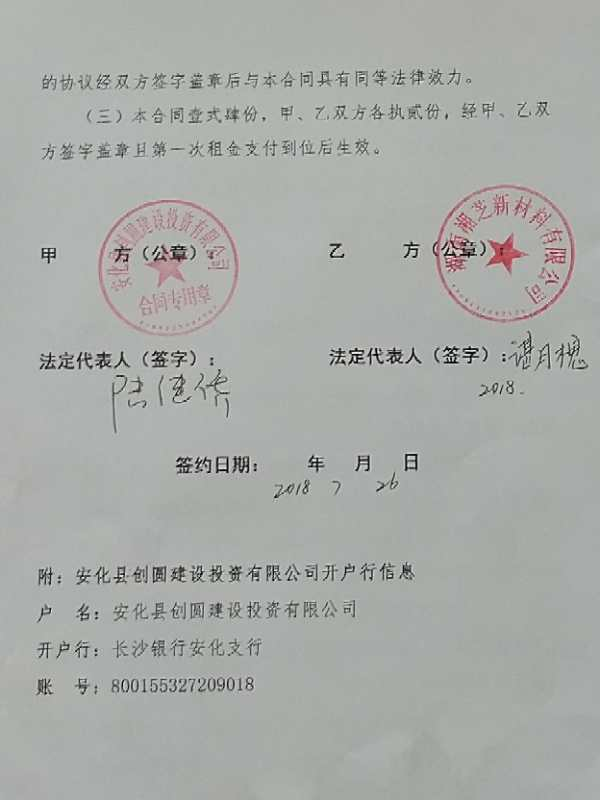 的协议经双方签字盖章后与本合同具有同等法律效力。
（三）本合同壹式肆份，甲、乙双方各执贰份，经甲、乙双
方签字盖章且第一次租金支付到位后生效。
甲 方（公章）：
安化县创圆建设投资有限公司
合同专用章
乙 方（公章）：
湘芝新材料有限公司
法定代表人（签字）：
法定代表人（签字）：谌月槐
2018.
签约日期： 年 月 日
2018 7 26
附：安化县创圆建设投资有限公司开户行信息
户 名：安化县创圆建设投资有限公司
开户行：长沙银行安化支行
账 号：800155327209018